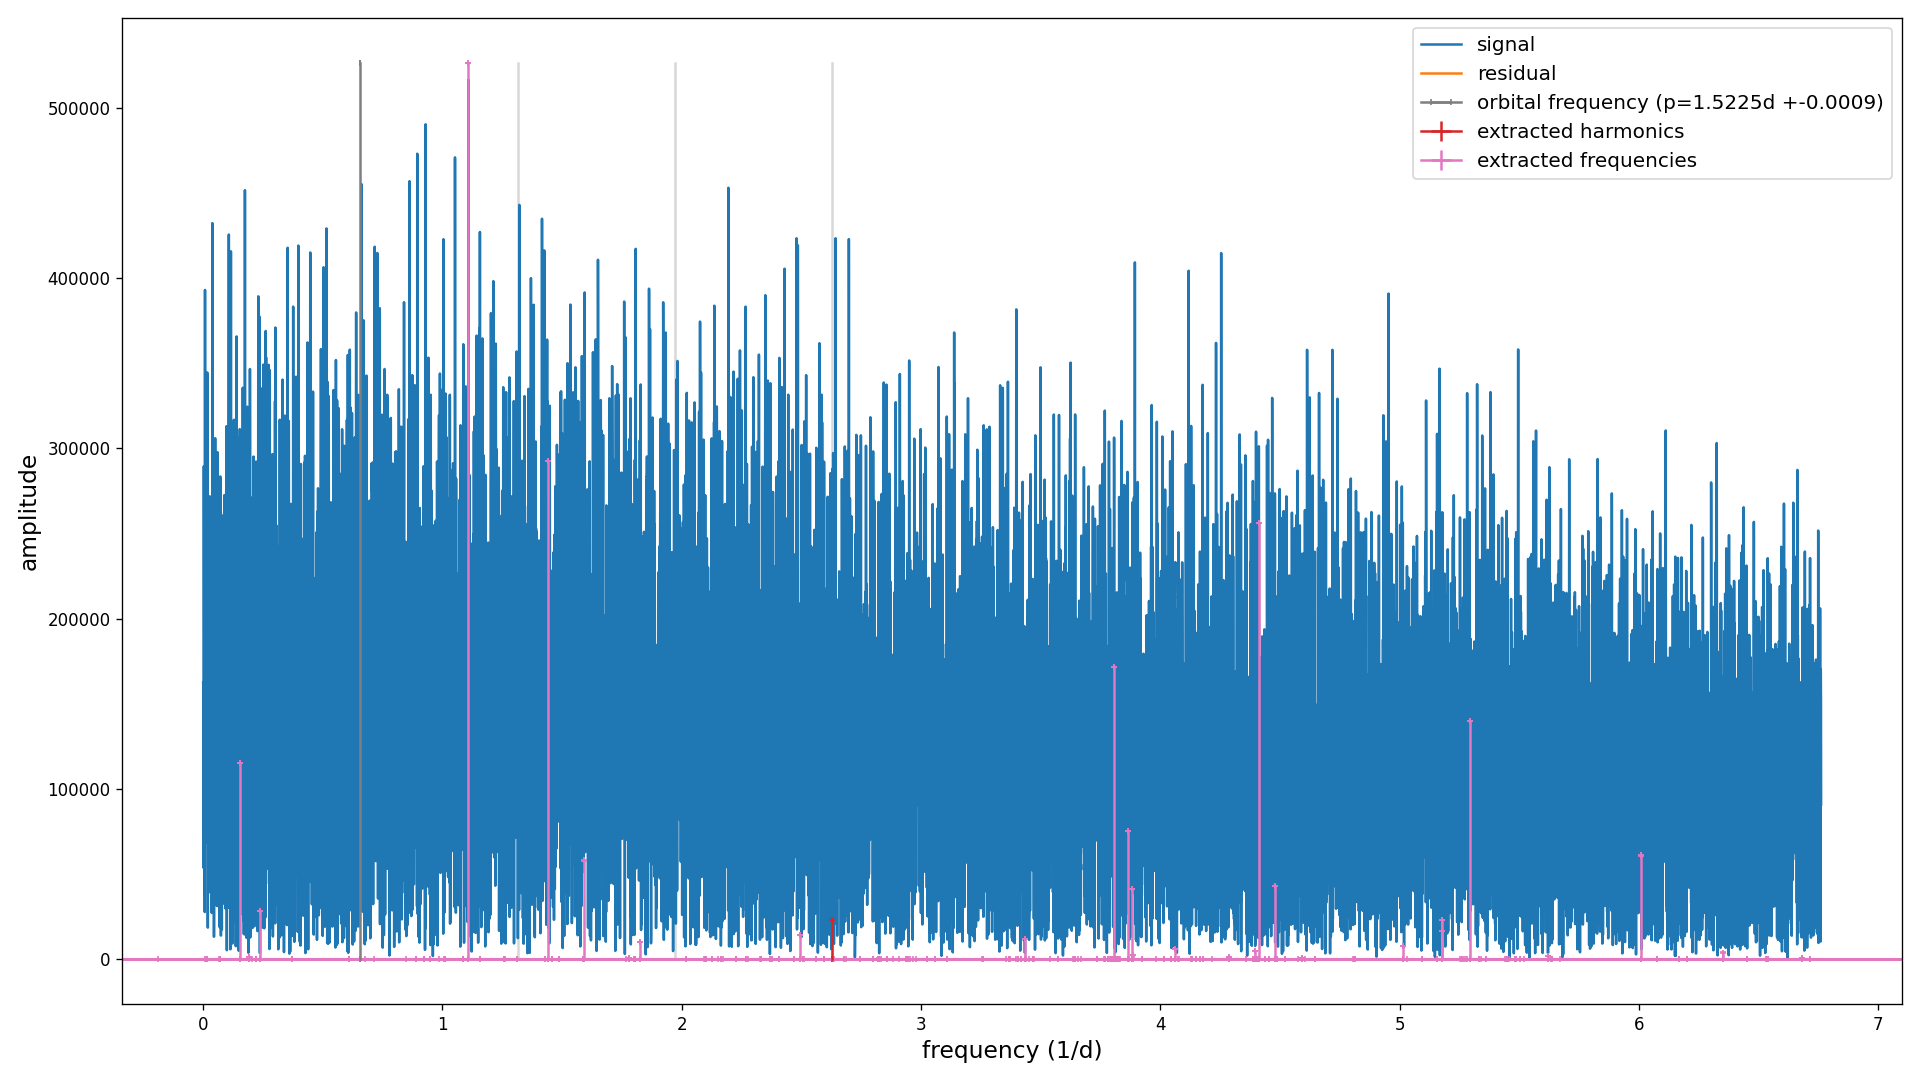 signal
residual
orbital frequency (p=1.5225d +-0.0009)
extracted harmonics
extracted frequencies
amplitude
500000
400000
300000
200000
100000
0
0 1 2 3 4 5 6 7
frequency (1/d)